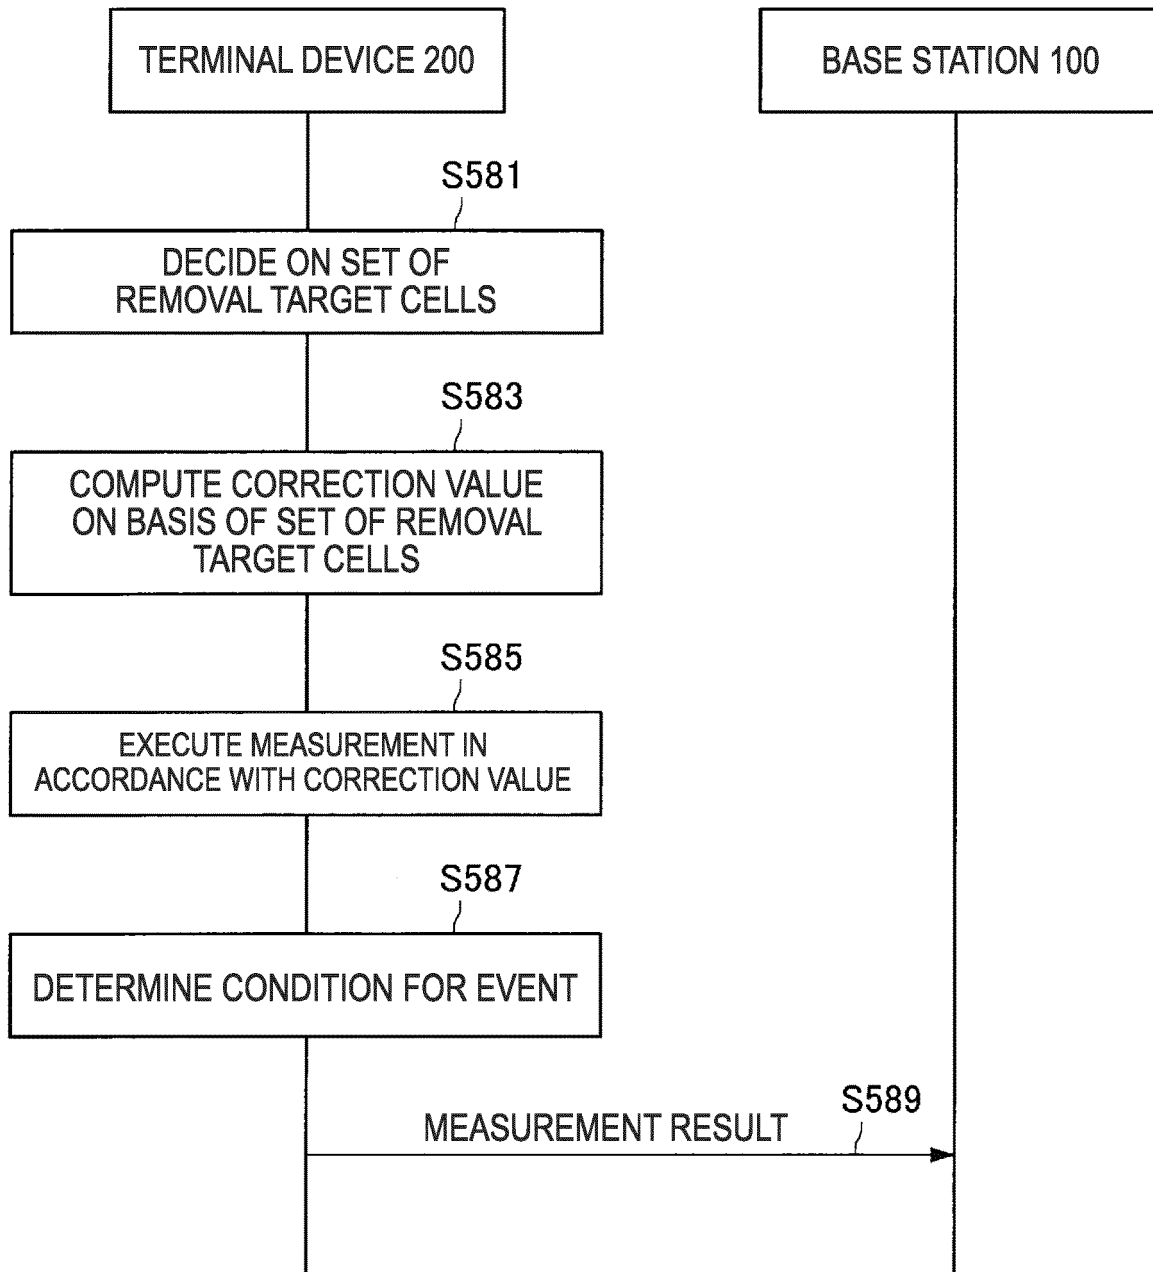 TERMINAL DEVICE 200
BASE STATION 100
S581
DECIDE ON SET OF
REMOVAL TARGET CELLS
S583
COMPUTE CORRECTION VALUE
ON BASIS OF SET OF REMOVAL
TARGET CELLS
S585
EXECUTE MEASUREMENT IN
ACCORDANCE WITH CORRECTION VALUE
S587
DETERMINE CONDITION FOR EVENT
S589
MEASUREMENT RESULT